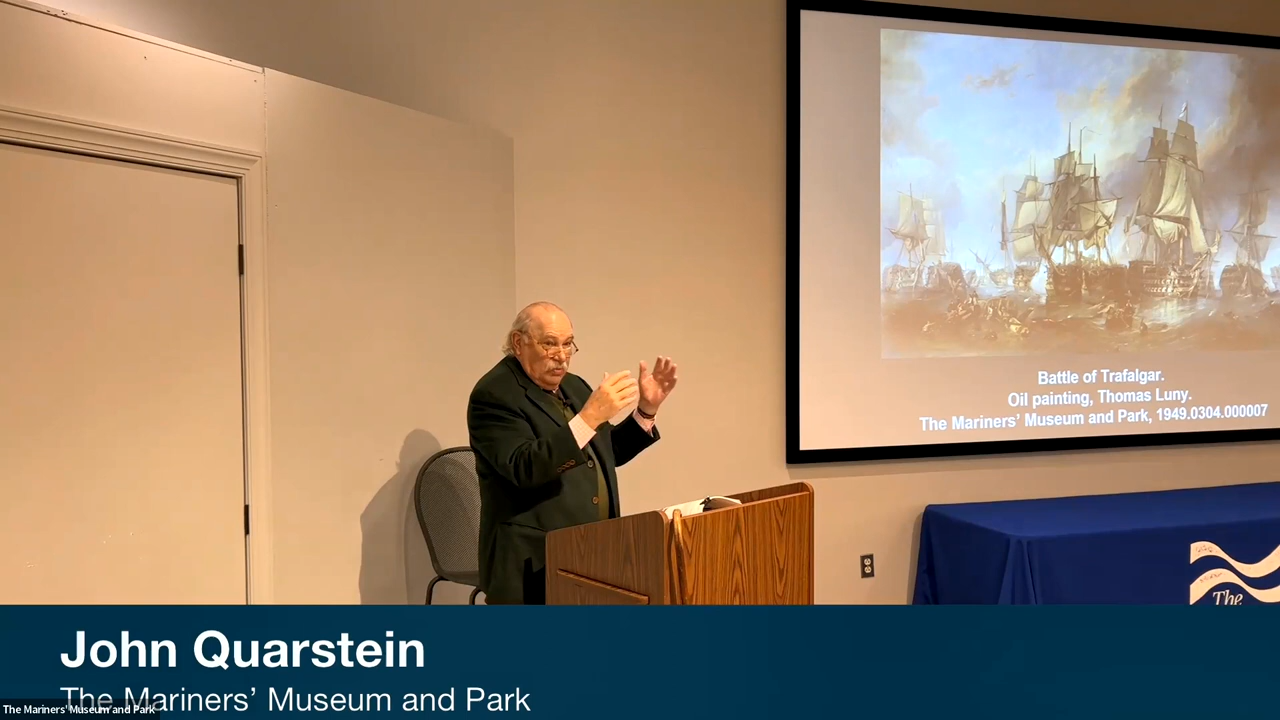 Battle of Trafalgar.
Oil painting, Thomas Luny.
The Mariners' Museum and Park, 1949.0304.000007
The
John Quarstein
The Mariners' Museum and Park
The Mariners' Museum and Park